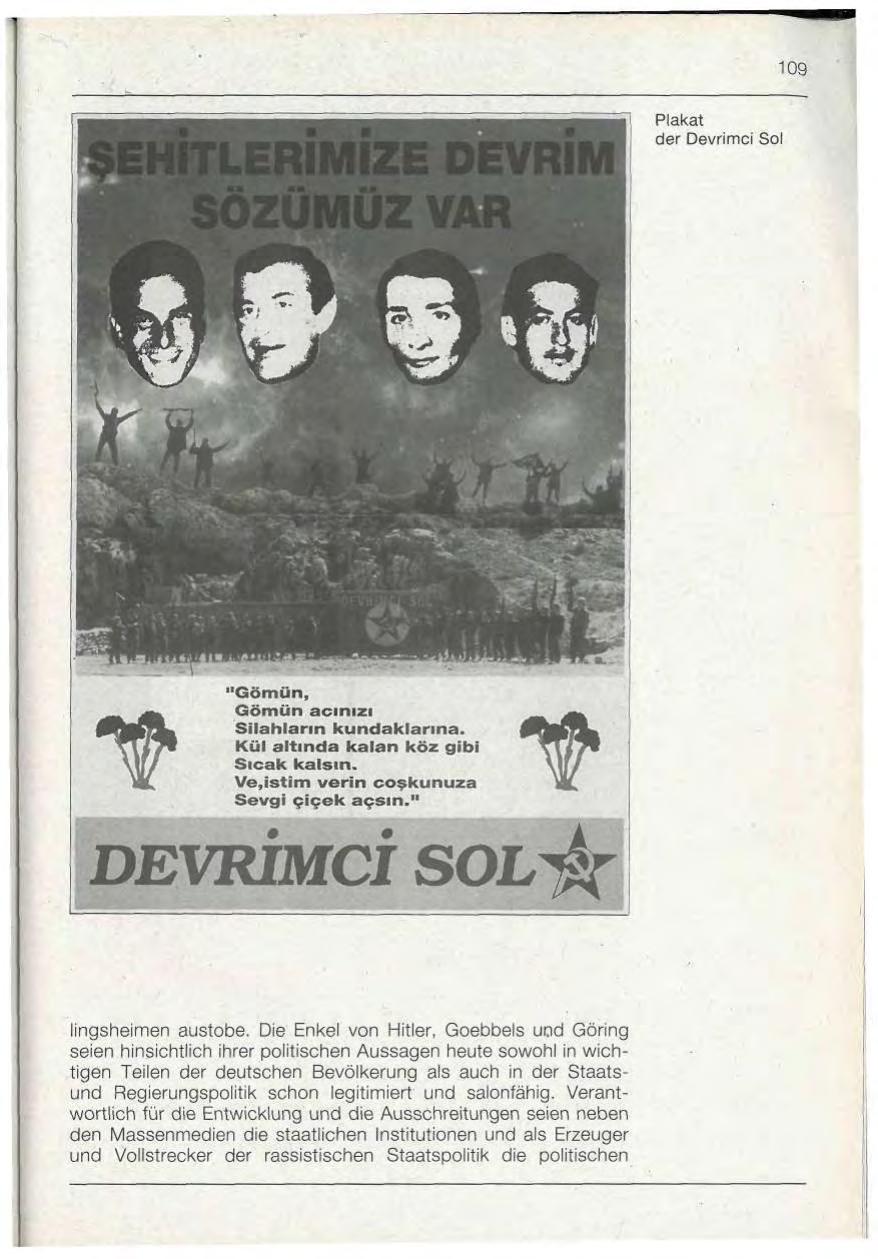 109
Plakat
der Devrimci Sol
ŞEHİTLERİMİZE DEVRİM
SÖZÜMÜZ VAR
DEVRİMCİ SOL
"Gömün,
Gömün acınızı
Silahların kundaklarına.
Kül altında kalan köz gibi
Sıcak kalsın.
Ve,istim verin coşkunuza
Sevgi çiçek açsın."
DEVRİMCİ SOL
lingsheimen austobe. Die Enkel von Hitler, Goebbels und Göring
seien hinsichtlich ihrer politischen Aussagen heute sowohl in wich-
tigen Teilen der deutschen Bevölkerung als auch in der Staats-
und Regierungspolitik schon legitimiert und salonfähig. Verant-
wortlich für die Entwicklung und die Ausschreitungen seien neben
den Massenmedien die staatlichen Institutionen und als Erzeuger
und Vollstrecker der rassistischen Staatspolitik die politischen